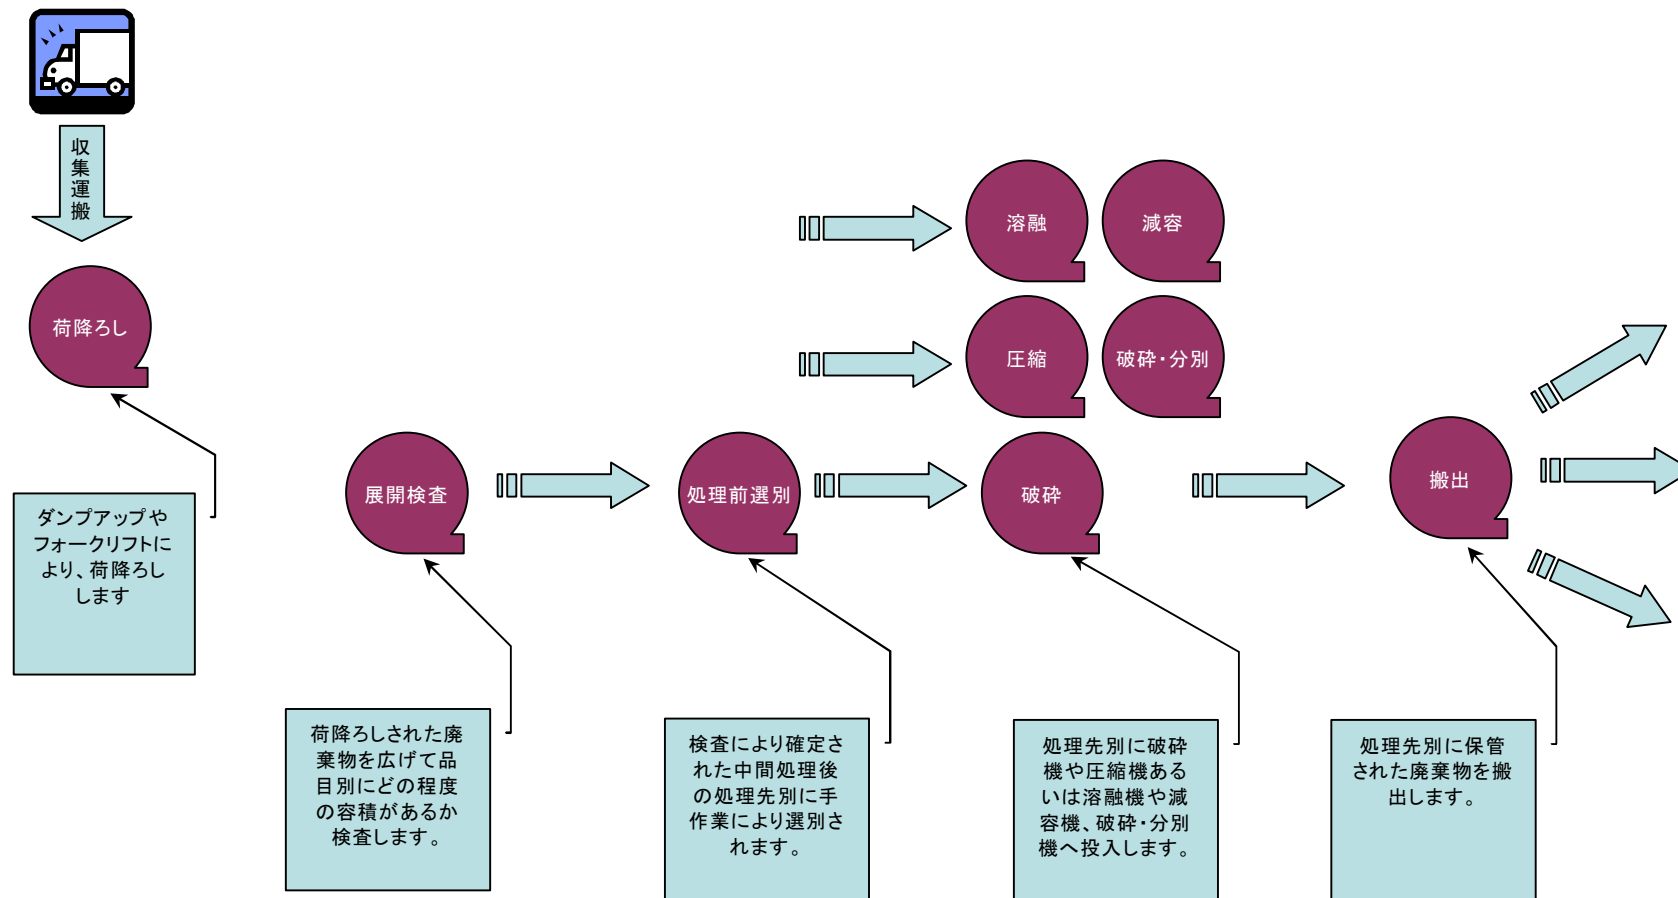 収集運搬
溶融
減容
荷降ろし
圧縮
破砕・分別
展開検査
処理前選別
破砕
搬出
ダンプアップや
フォークリフトに
より、荷降ろし
します
荷降ろしされた廃
棄物を広げて品
目別にどの程度
の容積があるか
検査します。
検査により確定さ
れた中間処理後
の処理先別に手
作業により選別さ
れます。
処理先別に破砕
機や圧縮機ある
いは溶融機や減
容機、破砕・分別
機へ投入します。
処理先別に保管
された廃棄物を搬
出します。